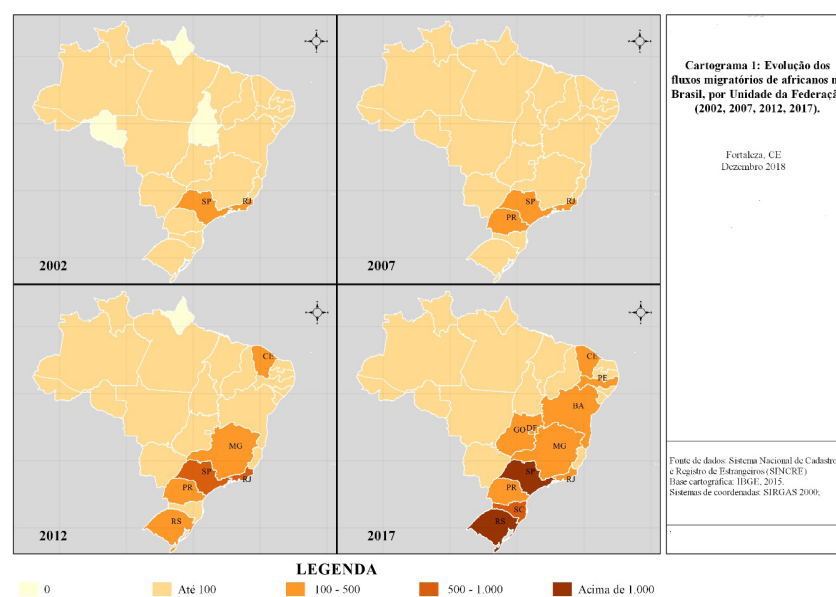 SP
RJ
2002
SP
RJ
PR
2007
CE
MG
SP
RJ
PR
RS
2012
CE
PE
BA
GO
DF
MG
SP
RJ
PR
SC
RS
2017
Cartograma 1: Evolução dos
fluxos migratórios de africanos n
Brasil, por Unidade da Federaçã
(2002, 2007, 2012, 2017).
Fortaleza, CE
Dezembro 2018
Fonte de dados: Sistema Nacional de Cadastro
e Registro de Estrangeiros (SINCRE)
Base cartográfica: IBGE, 2015.
Sistemas de coordenadas: SIRGAS 2000;
LEGENDA
0
Até 100
100 - 500
500 - 1.000
Acima de 1.000